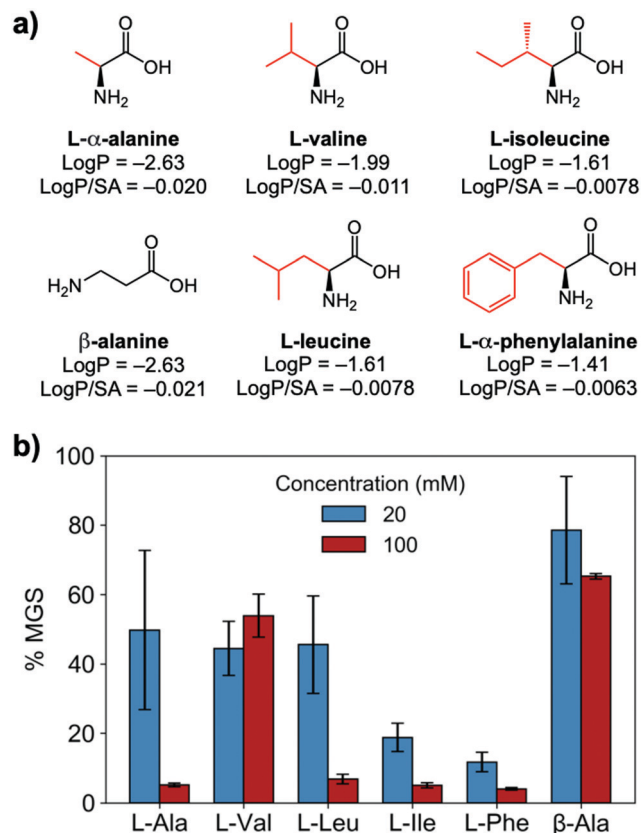 a)
O
OH
NH2
L-α-alanine
LogP = –2.63
LogP/SA = –0.020
O
OH
NH2
L-valine
LogP = –1.99
LogP/SA = –0.011
O
OH
NH2
L-isoleucine
LogP = –1.61
LogP/SA = –0.0078
O
H2N
OH
β-alanine
LogP = –2.63
LogP/SA = –0.021
O
OH
NH2
L-leucine
LogP = –1.61
LogP/SA = –0.0078
O
OH
NH2
L-α-phenylalanine
LogP = –1.41
LogP/SA = –0.0063
b)
% MGS
100
80
60
40
20
0
Concentration (mM)
20
100
L-Ala L-Val L-Leu L-Ile L-Phe β-Ala